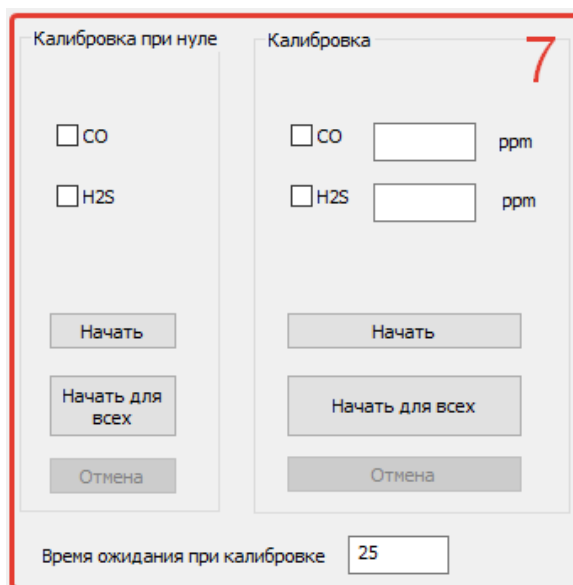 Калибровка при нуле
CO
H2S
Начать
Начать для
всех
Отмена
Калибровка
7
CO ppm
H2S ppm
Начать
Начать для всех
Отмена
Время ожидания при калибровке 25